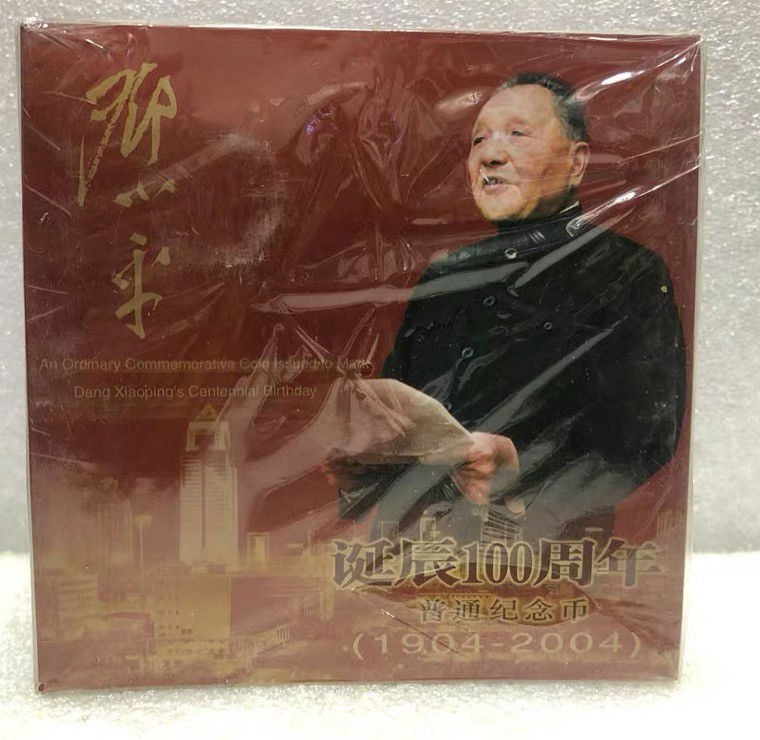 邓小平
An Ordinary Commemorative Coin Issued to Mark
Deng Xiaoping's Centennial Birthday
诞辰100周年
普通纪念币
(1904-2004)